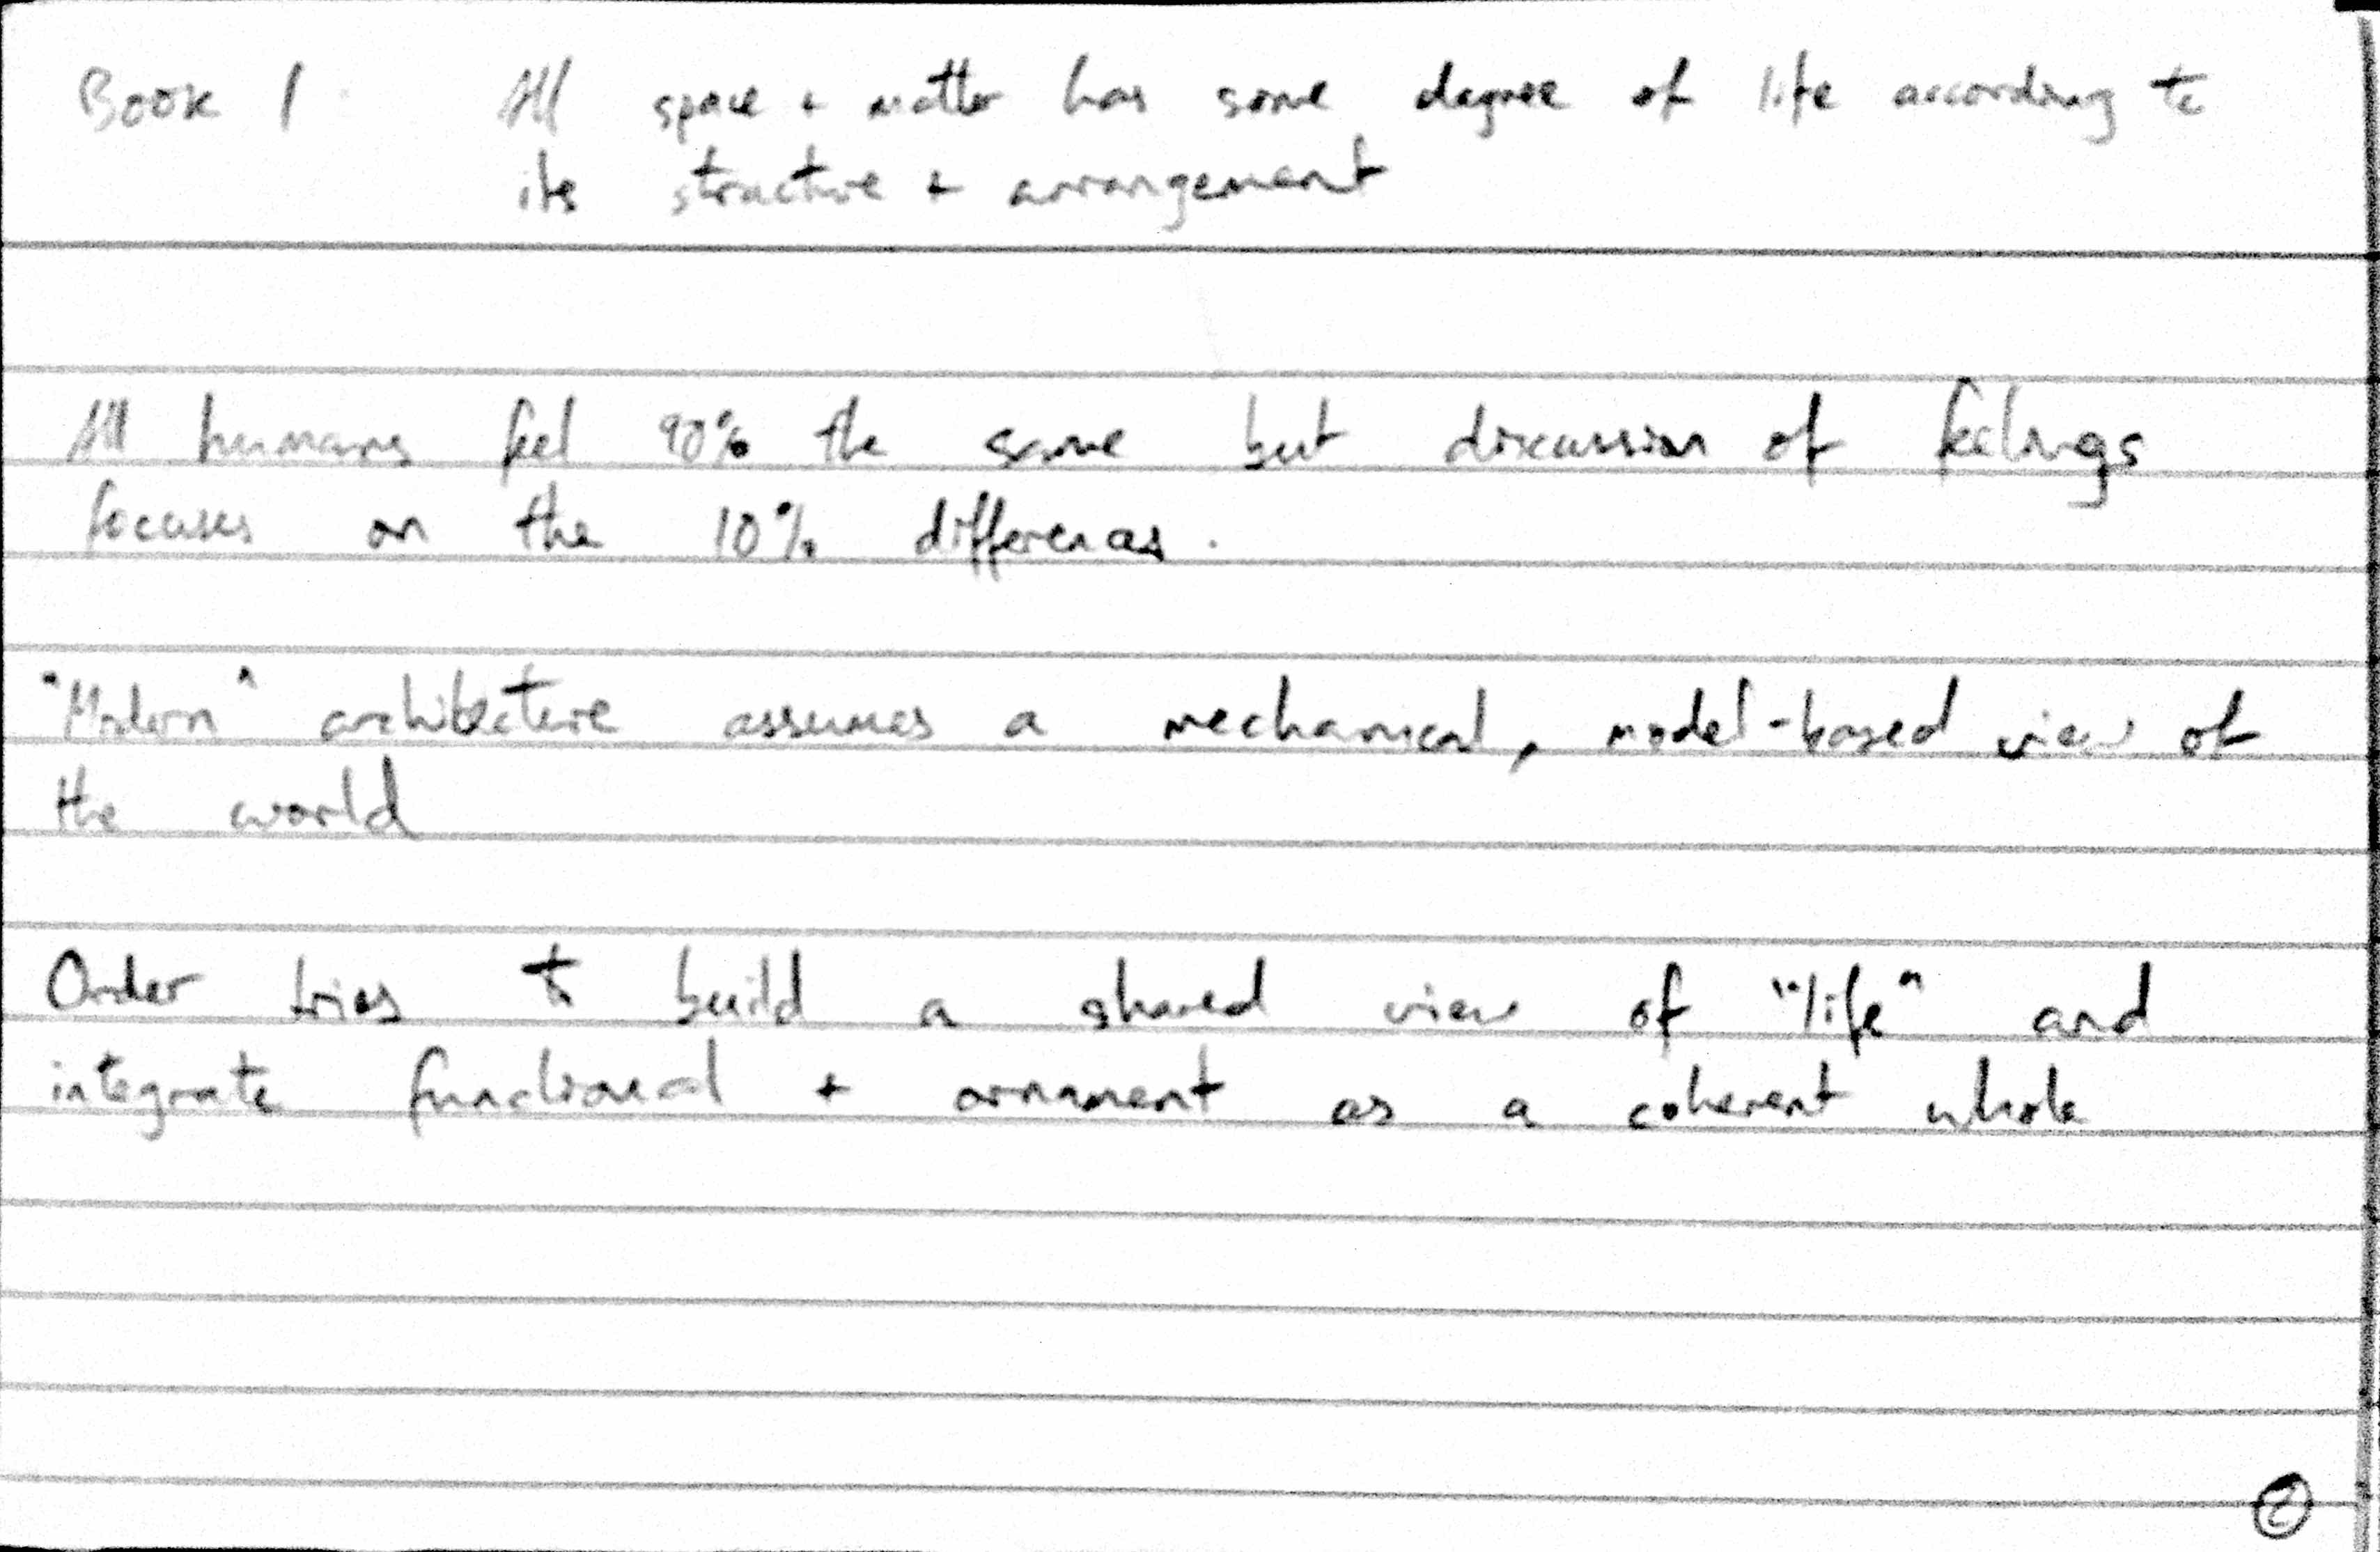 Book 1 All space + matter has some degree of life according to
its structure + arrangement
All humans feel 90% the same but discussion of feelings
focuses on the 10% differences.
"Modern" architecture assumes a mechanical, model-based view of
the world
Order tries to build a shared view of "life" and
integrate functional + ornament as a coherent whole
2